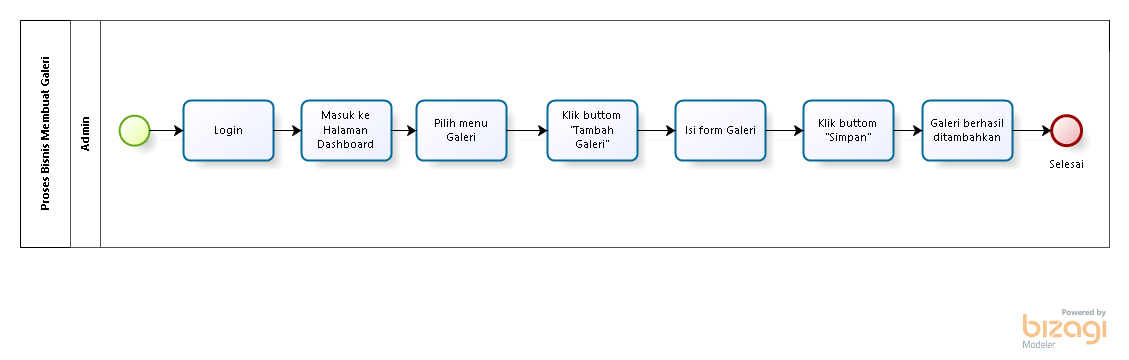 Proses Bisnis Membuat Galeri
Admin
Login
Masuk ke
Halaman
Dashboard
Pilih menu
Galeri
Klik buttom
"Tambah
Galeri"
Isi form Galeri
Klik buttom
"Simpan"
Galeri berhasil
ditambahkan
Selesai
Powered by
bizagi
Modeler